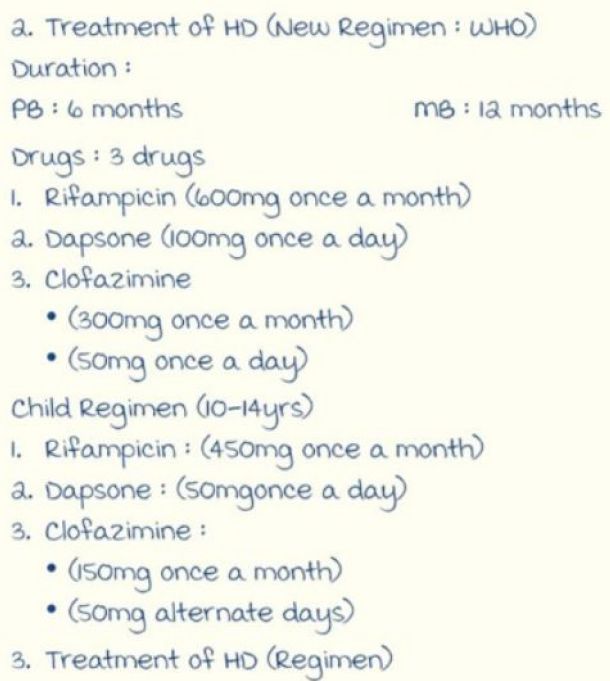 2. Treatment of HD (New Regimen : WHO)
Duration :
PB : 6 months MB : 12 months
Drugs : 3 drugs
1. Rifampicin (600mg once a month)
2. Dapsone (100mg once a day)
3. Clofazimine
• (300mg once a month)
• (50mg once a day)
Child Regimen (10-14yrs)
1. Rifampicin : (450mg once a month)
2. Dapsone : (50mgonce a day)
3. Clofazimine :
• (150mg once a month)
• (50mg alternate days)
3. Treatment of HD (Regimen)